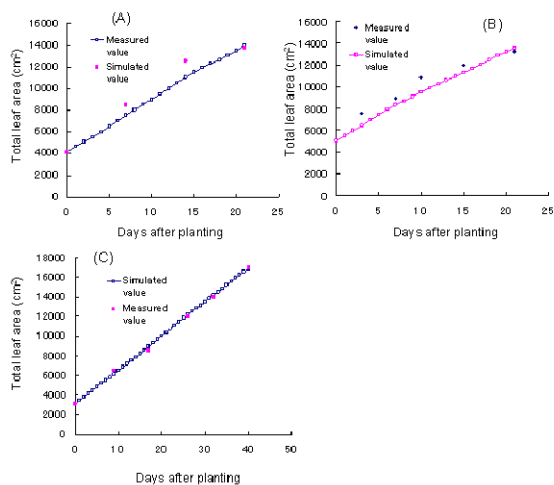 (A)
16000
14000
12000
10000
8000
6000
4000
2000
0
Total leaf area (cm²)
Measured
value
Simulated
value
0 5 10 15 20 25
Days after planting
(B)
16000
14000
12000
10000
8000
6000
4000
2000
0
Total leaf area (cm²)
Measured
value
Simulated
value
0 5 10 15 20 25
Days after planting
(C)
18000
16000
14000
12000
10000
8000
6000
4000
2000
0
Total leaf area (cm²)
Simulated
value
Measured
value
0 10 20 30 40 50
Days after planting